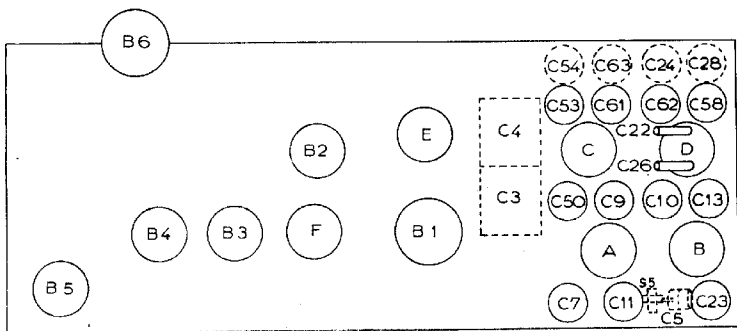 B6
C54 C63 C24 C28
C53 C61 C62 C58
C4 E C22
B2 C D
C26
C3 C50 C9 C10 C13
B4 B3 F B1
A B
B5 S5
C7 C11 C5 C23